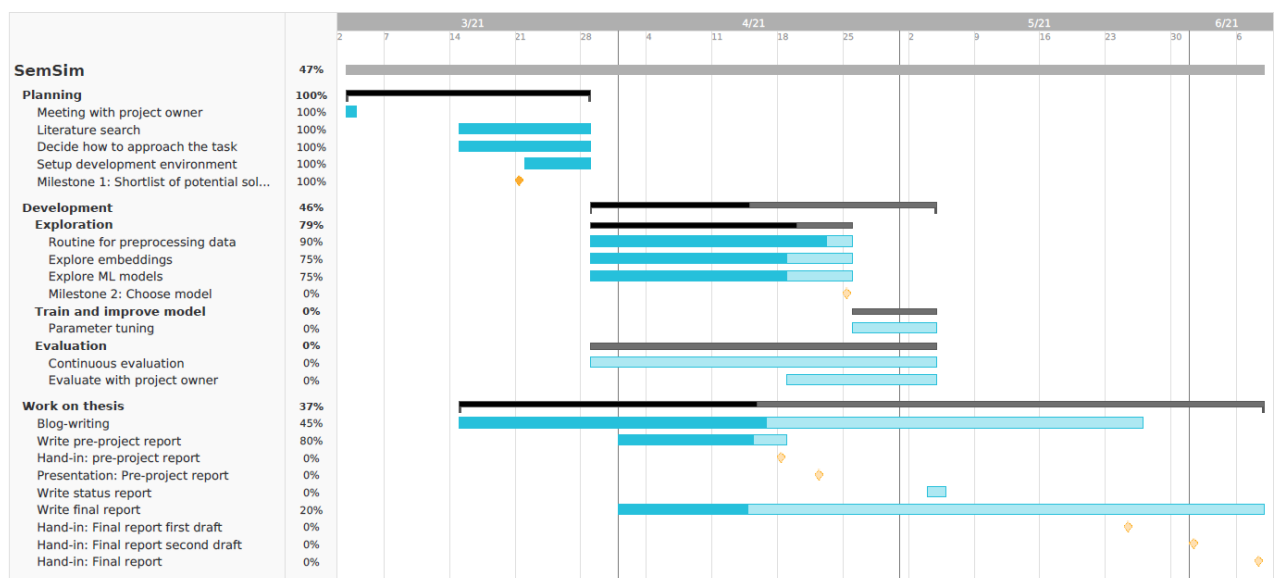 3/21 4/21 5/21 6/21
2 7 14 21 28 4 11 18 25 2 9 16 23 30 6
SemSim 47%
Planning 100%
Meeting with project owner 100%
Literature search 100%
Decide how to approach the task 100%
Setup development environment 100%
Milestone 1: Shortlist of potential sol... 100%
Development 46%
Exploration 79%
Routine for preprocessing data 90%
Explore embeddings 75%
Explore ML models 75%
Milestone 2: Choose model 0%
Train and improve model 0%
Parameter tuning 0%
Evaluation 0%
Continuous evaluation 0%
Evaluate with project owner 0%
Work on thesis 37%
Blog-writing 45%
Write pre-project report 80%
Hand-in: pre-project report 0%
Presentation: Pre-project report 0%
Write status report 0%
Write final report 20%
Hand-in: Final report first draft 0%
Hand-in: Final report second draft 0%
Hand-in: Final report 0%